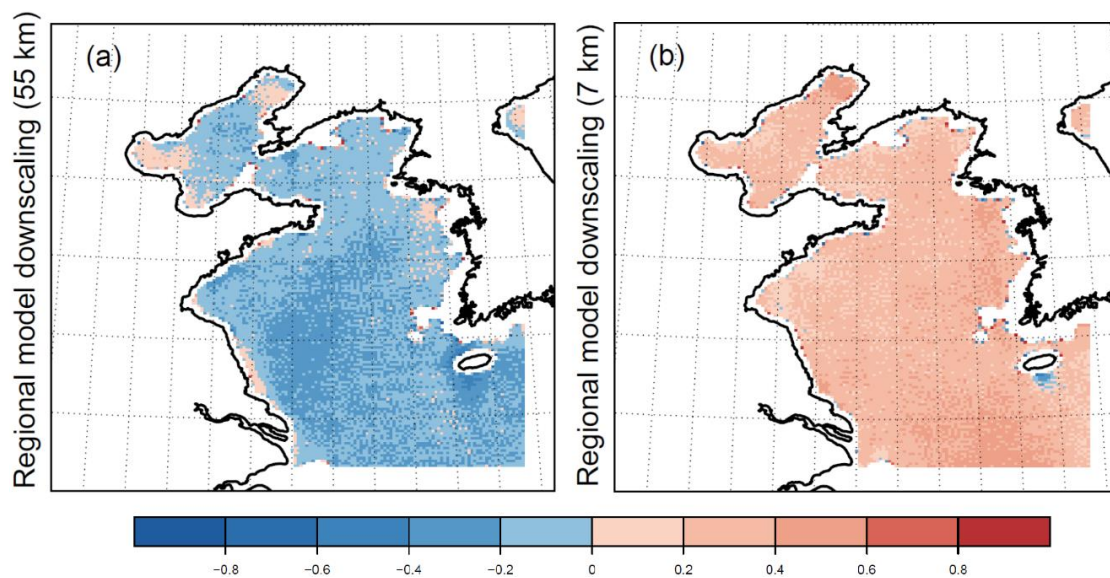 Regional model downscaling (55 km)
(a)
Regional model downscaling (7 km)
(b)
−0.8 −0.6 −0.4 −0.2 0 0.2 0.4 0.6 0.8